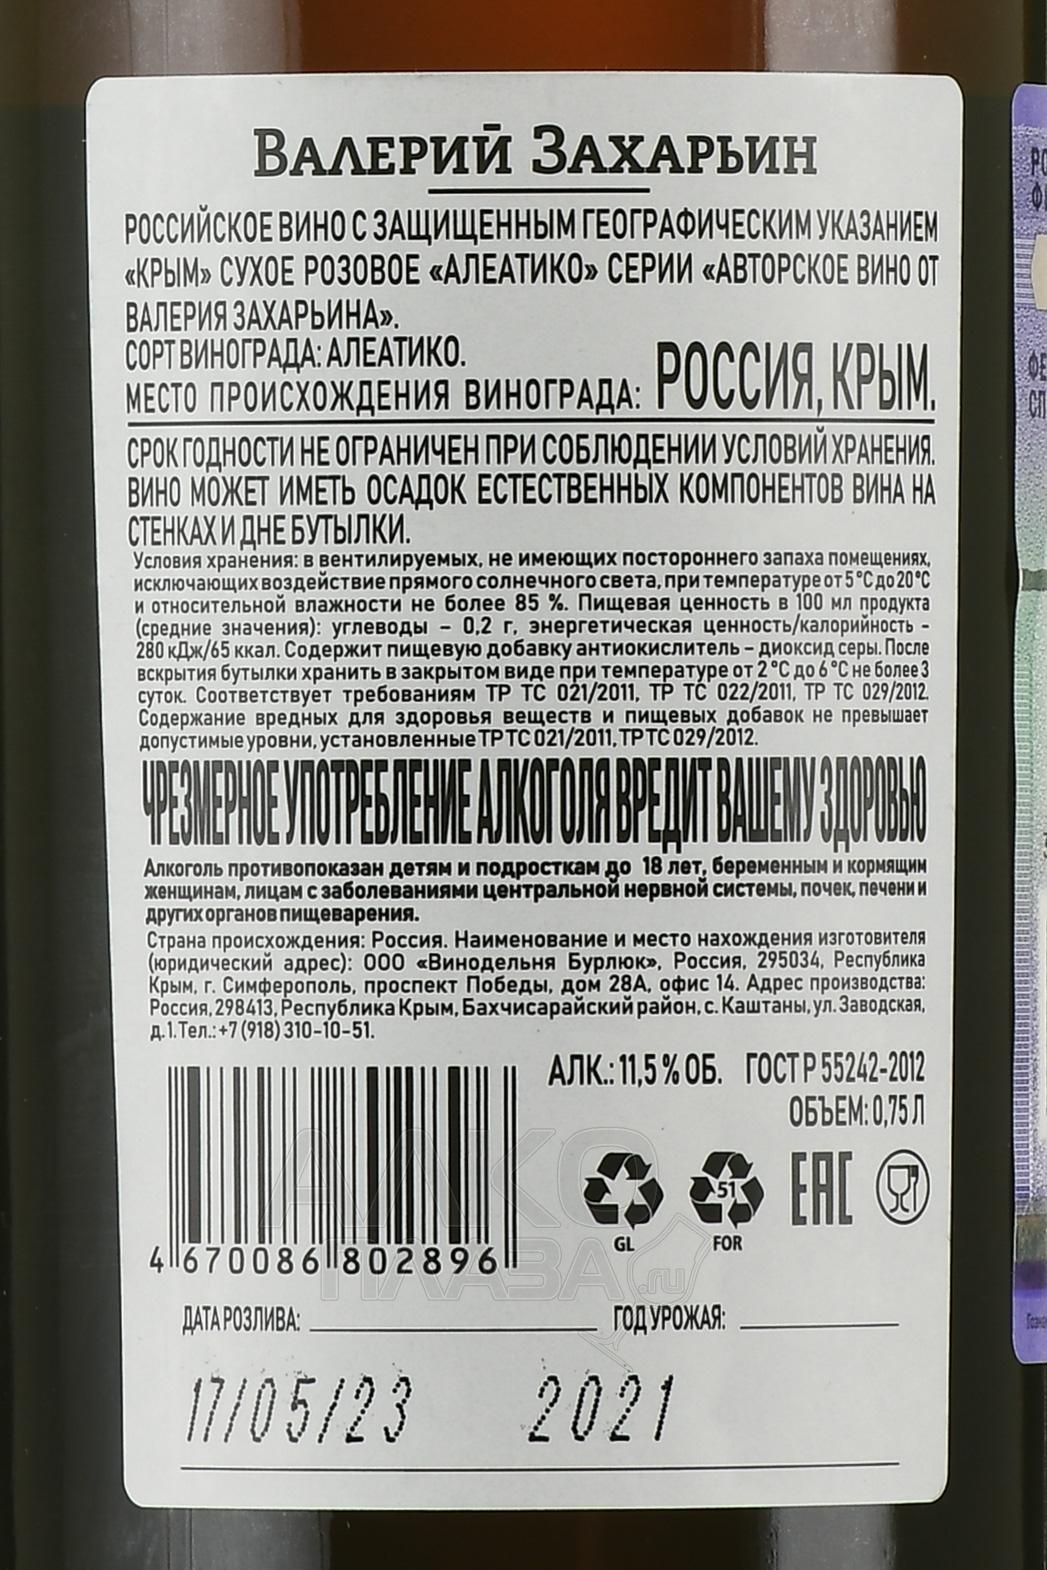 Валерий Захарьин
РОССИЙСКОЕ ВИНО С ЗАЩИЩЕННЫМ ГЕОГРАФИЧЕСКИМ УКАЗАНИЕМ
«КРЫМ» СУХОЕ РОЗОВОЕ «АЛЕАТИКО» СЕРИИ «АВТОРСКОЕ ВИНО ОТ
ВАЛЕРИЯ ЗАХАРЬИНА».
СОРТ ВИНОГРАДА: АЛЕАТИКО.
МЕСТО ПРОИСХОЖДЕНИЯ ВИНОГРАДА: РОССИЯ, КРЫМ.
СРОК ГОДНОСТИ НЕ ОГРАНИЧЕН ПРИ СОБЛЮДЕНИИ УСЛОВИЙ ХРАНЕНИЯ.
ВИНО МОЖЕТ ИМЕТЬ ОСАДОК ЕСТЕСТВЕННЫХ КОМПОНЕНТОВ ВИНА НА
СТЕНКАХ И ДНЕ БУТЫЛКИ.
Условия хранения: в вентилируемых, не имеющих постороннего запаха помещениях,
исключающих воздействие прямого солнечного света, при температуре от 5 °С до 20 °С
и относительной влажности не более 85 %. Пищевая ценность в 100 мл продукта
(средние значения): углеводы – 0,2 г, энергетическая ценность/калорийность -
280 кДж/65 ккал. Содержит пищевую добавку антиокислитель – диоксид серы. После
вскрытия бутылки хранить в закрытом виде при температуре от 2 °С до 6 °С не более 3
суток. Соответствует требованиям ТР ТС 021/2011, ТР ТС 022/2011, ТР ТС 029/2012.
Содержание вредных для здоровья веществ и пищевых добавок не превышает
допустимые уровни, установленные ТР ТС 021/2011, ТР ТС 029/2012.
ЧРЕЗМЕРНОЕ УПОТРЕБЛЕНИЕ АЛКОГОЛЯ ВРЕДИТ ВАШЕМУ ЗДОРОВЬЮ
Алкоголь противопоказан детям и подросткам до 18 лет, беременным и кормящим
женщинам, лицам с заболеваниями центральной нервной системы, почек, печени и
других органов пищеварения.
Страна происхождения: Россия. Наименование и место нахождения изготовителя
(юридический адрес): ООО «Винодельня Бурлюк», Россия, 295034, Республика
Крым, г. Симферополь, проспект Победы, дом 28А, офис 14. Адрес производства:
Россия, 298413, Республика Крым, Бахчисарайский район, с. Каштаны, ул. Заводская,
д.1. Тел.: +7 (918) 310-10-51.
АЛК.: 11,5 % ОБ. ГОСТ Р 55242-2012
ОБЪЕМ: 0,75 Л
51
EAC
GL FOR
4 670086 802896
АЛКО
ПЛАЗА.ru
ДАТА РОЗЛИВА: ГОД УРОЖАЯ:
17/05/23 2021